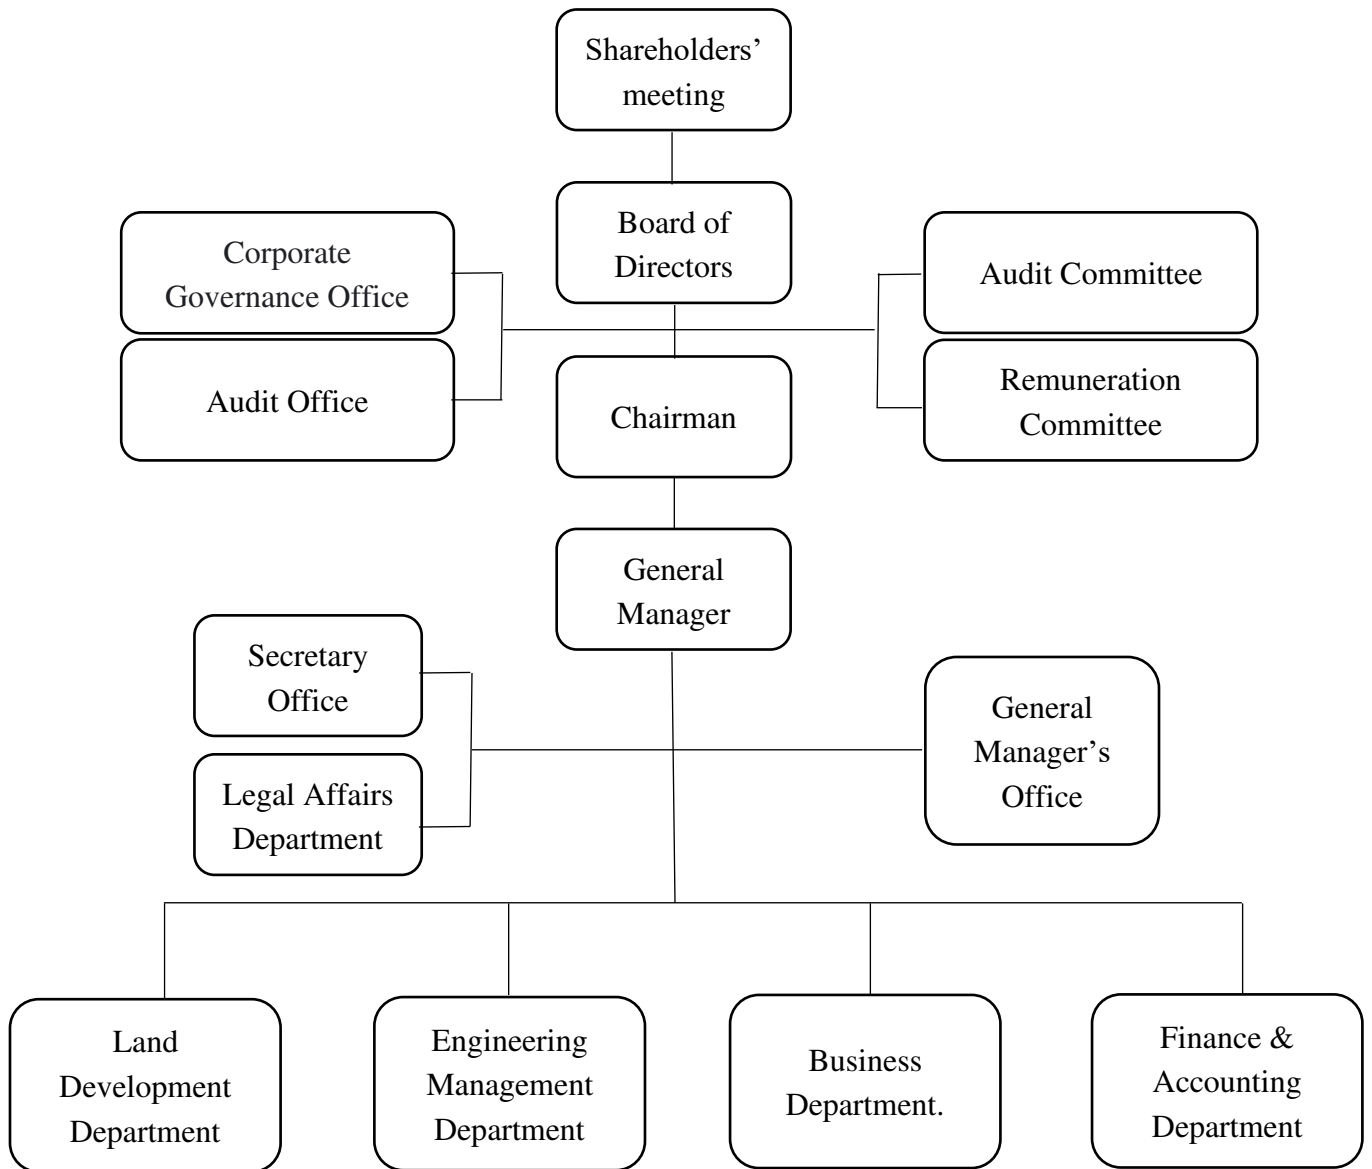 Shareholders’
meeting
Board of
Directors
Corporate
Governance Office
Audit Office
Audit Committee
Remuneration
Committee
Chairman
General
Manager
Secretary
Office
Legal Affairs
Department
General
Manager’s
Office
Land
Development
Department
Engineering
Management
Department
Business
Department.
Finance &
Accounting
Department